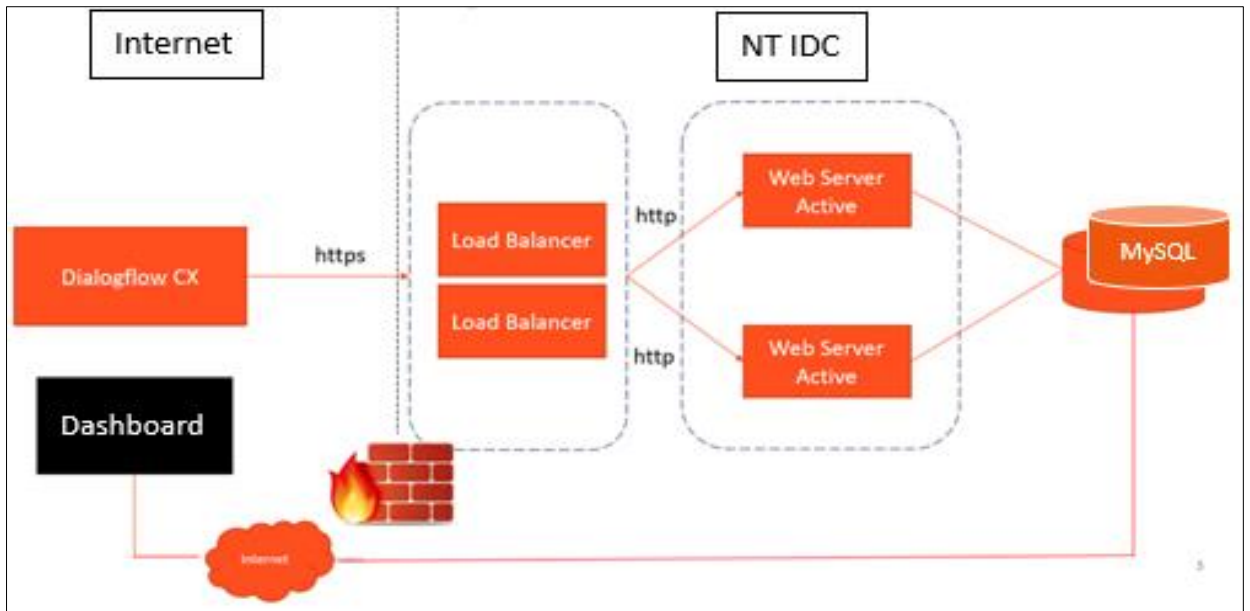 Internet
NT IDC
Dialogflow CX
https
Load Balancer
Load Balancer
http
http
Web Server
Active
Web Server
Active
MySQL
Dashboard
Internet
3